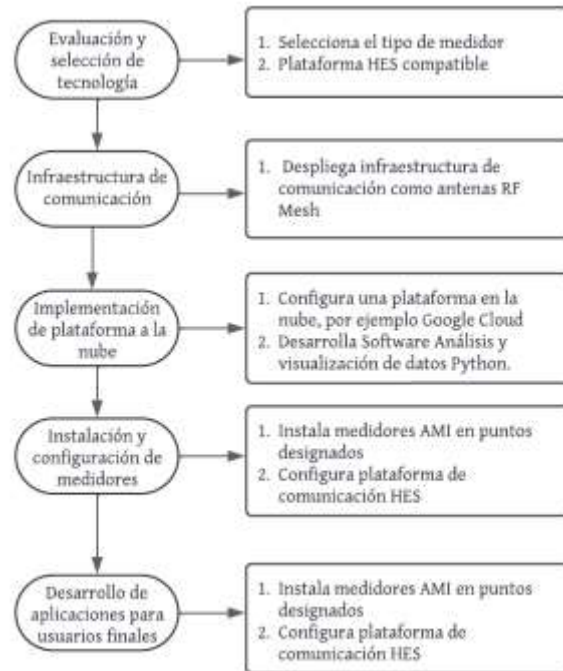 Evaluación y
selección de
tecnología
1. Selecciona el tipo de medidor
2. Plataforma HES compatible
Infraestructura de
comunicación
1. Despliega infraestructura de
comunicación como antenas RF
Mesh
Implementación
de plataforma a la
nube
1. Configura una plataforma en la
nube, por ejemplo Google Cloud
2. Desarrolla Software Análisis y
visualización de datos Python.
Instalación y
configuración de
medidores
1. Instala medidores AMI en puntos
designados
2. Configura plataforma de
comunicación HES
Desarrollo de
aplicaciones para
usuarios finales
1. Instala medidores AMI en puntos
designados
2. Configura plataforma de
comunicación HES